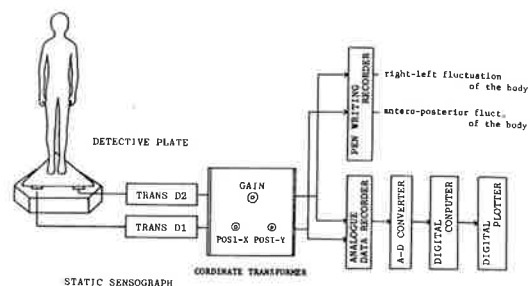 right-left fluctuation
of the body
antero-posterior fluct.
of the body
PEN WRITING
RECORDER
DETECTIVE PLATE
TRANS D2
TRANS D1
GAIN
POSI-X POSI-Y
CORDINATE TRANSFORMER
ANALOGUE
DATA RECORDER
A-D CONVERTER
DIGITAL
CONPUTER
DIGITAL
PLOTTER
STATIC SENSOGRAPH